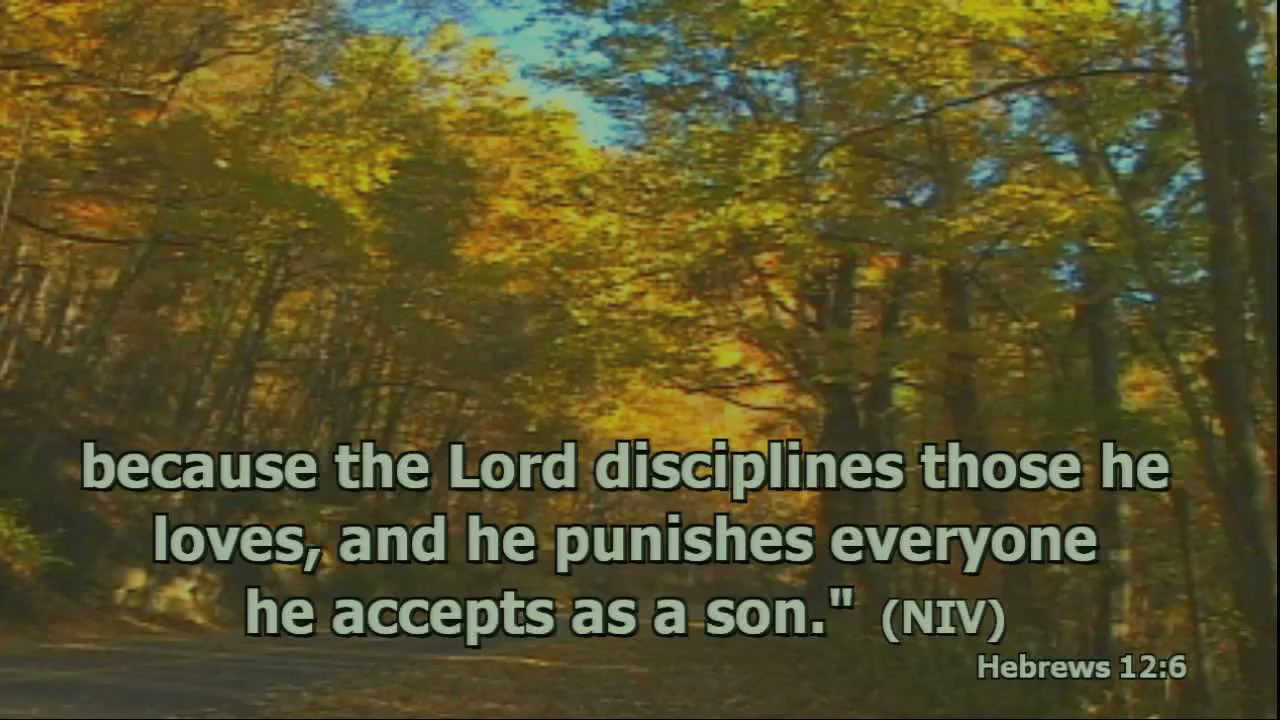 because the Lord disciplines those he
loves, and he punishes everyone
he accepts as a son." (NIV)
Hebrews 12:6